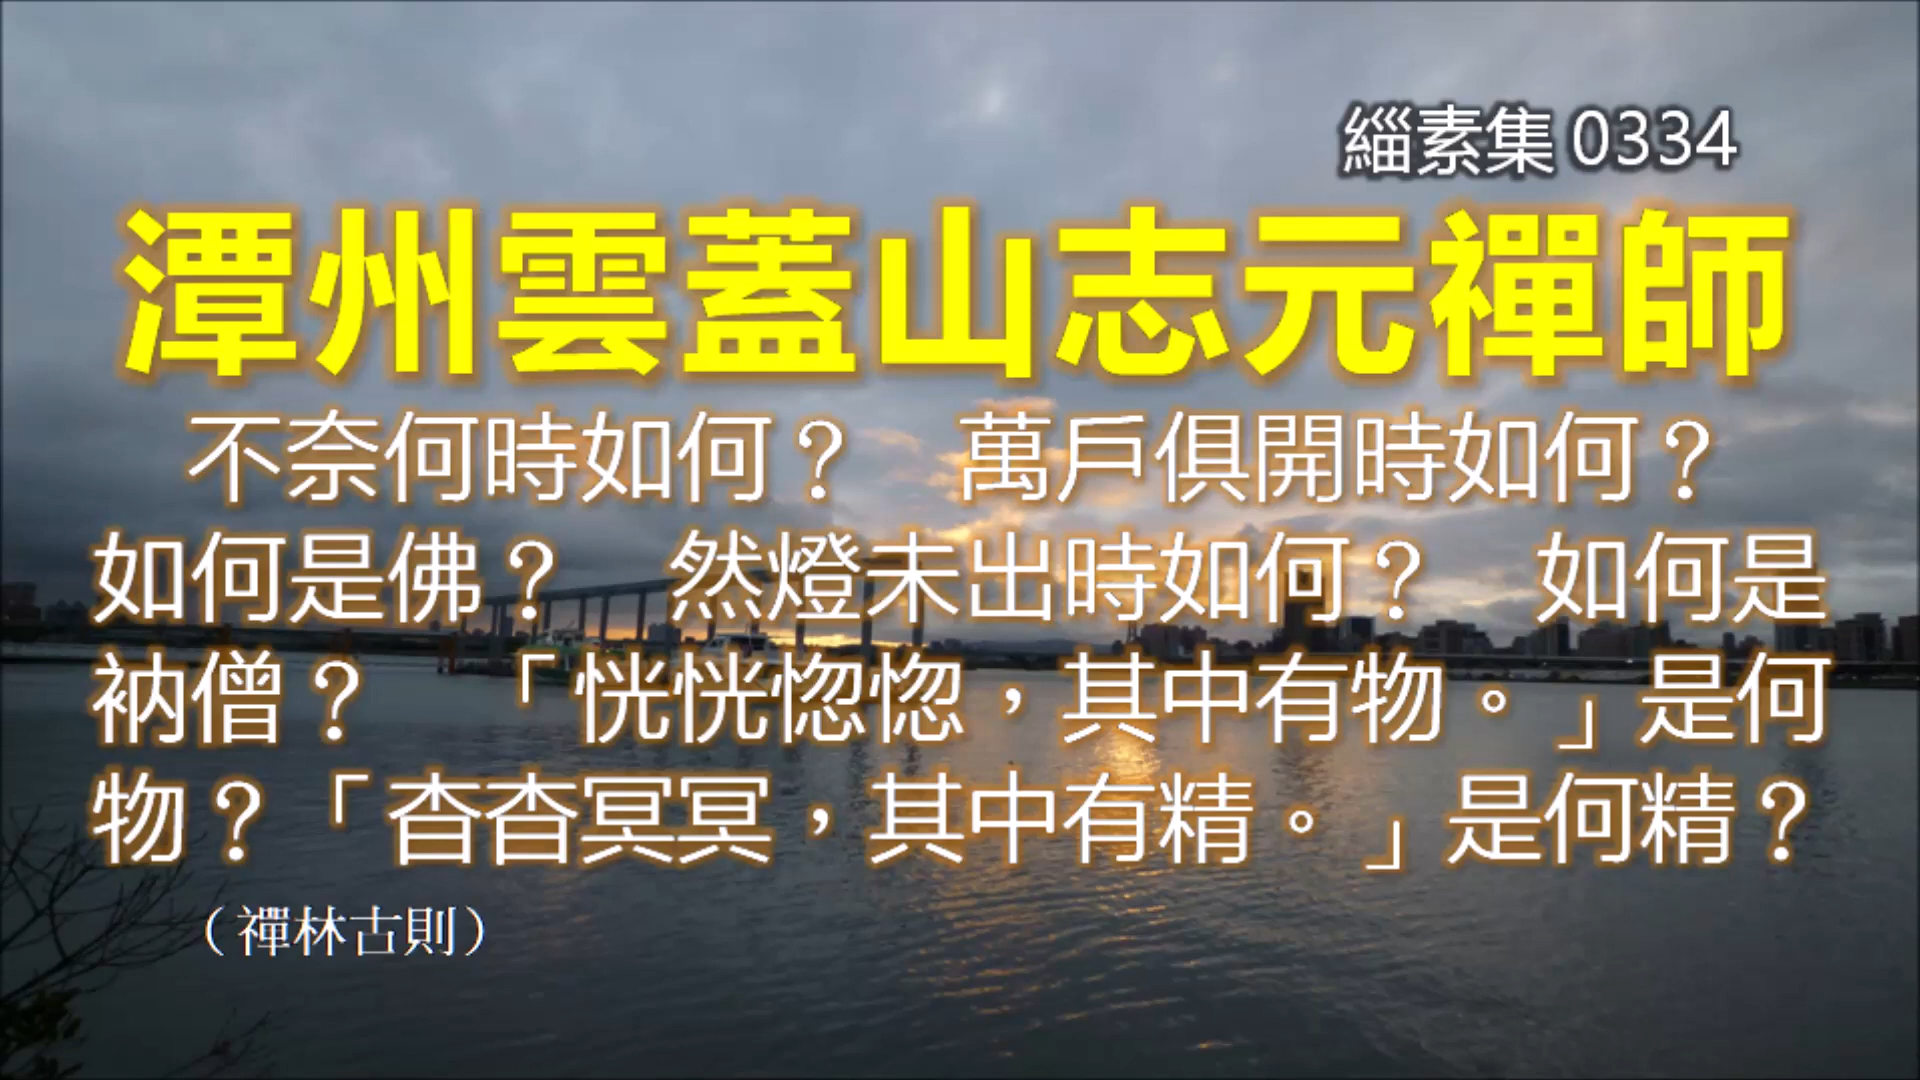 緇素集 0334
潭州雲蓋山志元禪師
不奈何時如何？　萬戶俱開時如何？
如何是佛？　然燈未出時如何？　如何是
衲僧？　「恍恍惚惚，其中有物。」是何
物？「杳杳冥冥，其中有精。」是何精？
（禪林古則）